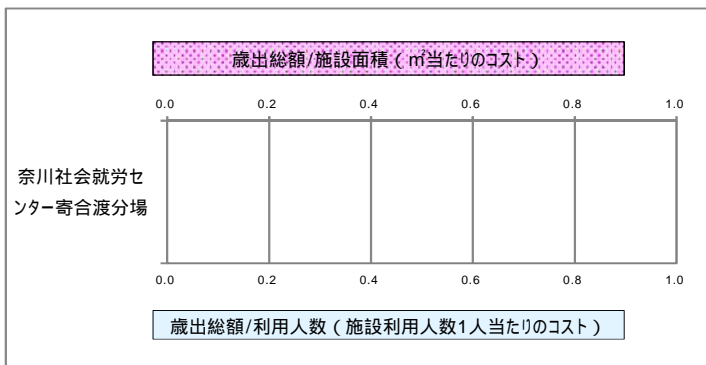 歳出総額/施設面積(㎡当たりのコスト)
0.0 0.2 0.4 0.6 0.8 1.0
奈川社会就労セ
ンター寄合渡分場
0.0 0.2 0.4 0.6 0.8 1.0
歳出総額/利用人数(施設利用人数1人当たりのコスト)